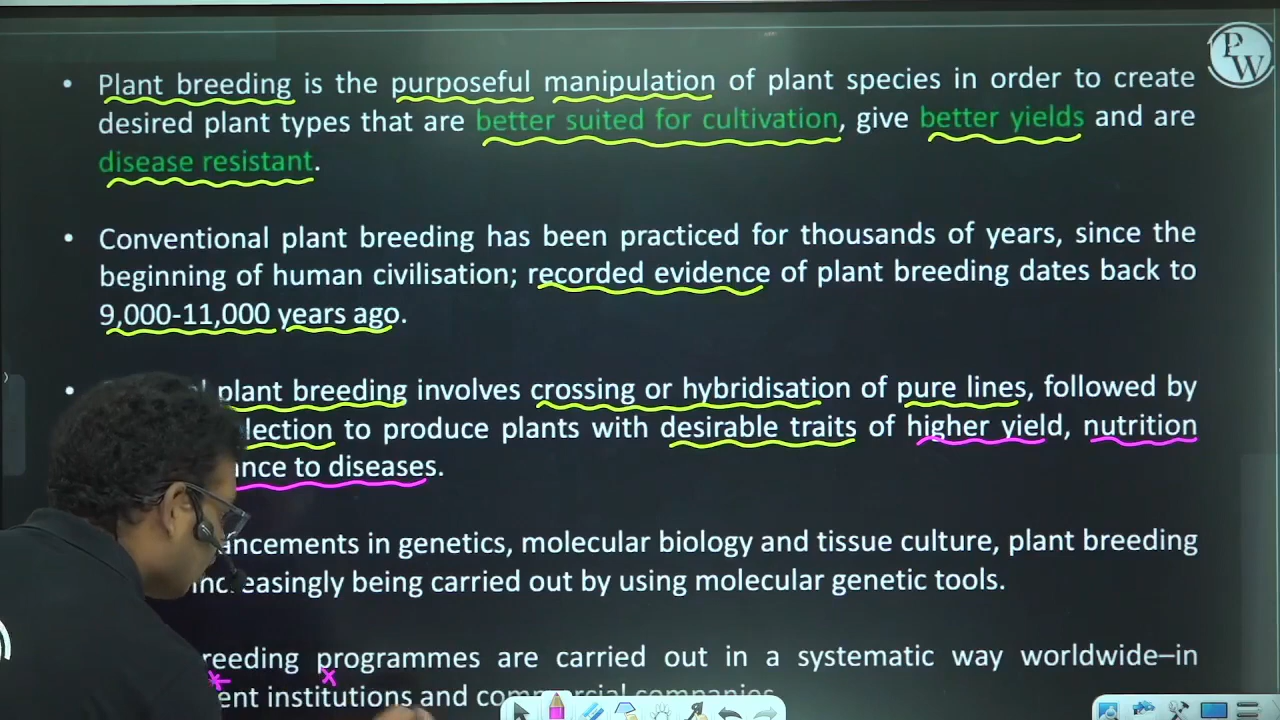 PW
• Plant breeding is the purposeful manipulation of plant species in order to create
desired plant types that are better suited for cultivation, give better yields and are
disease resistant.
• Conventional plant breeding has been practiced for thousands of years, since the
beginning of human civilisation; recorded evidence of plant breeding dates back to
9,000-11,000 years ago.
• plant breeding involves crossing or hybridisation of pure lines, followed by
lection to produce plants with desirable traits of higher yield, nutrition
ance to diseases.
ancements in genetics, molecular biology and tissue culture, plant breeding
increasingly being carried out by using molecular genetic tools.
reeding programmes are carried out in a systematic way worldwide–in
ent institutions and commercial companies.